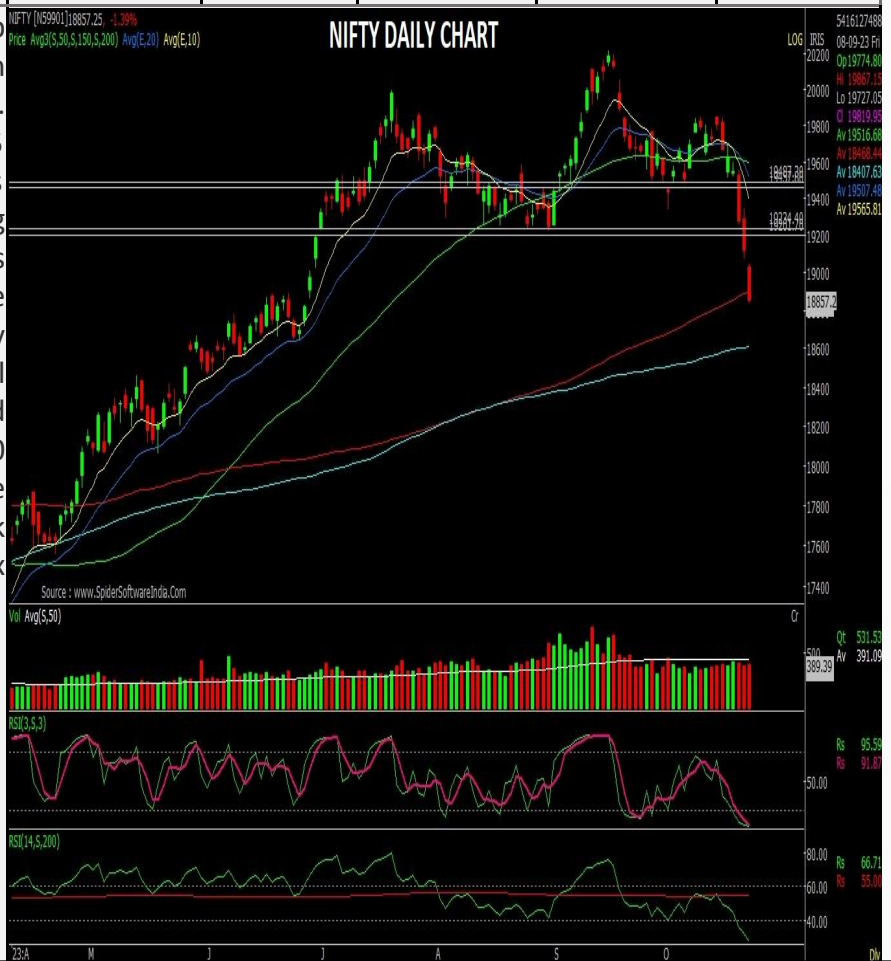 NIFTY [N59901]18857.25, -1.39%
NIFTY DAILY CHART
Price Avg3(S,50,S,150,S,200) Avg(E,20) Avg(E,10)
LOG
IRIS
5416127488
08-09-23 Fri
Op19774.80
Hi 19867.15
Lo 19727.05
Cl 19819.95
Av 19516.68
Av 18468.44
Av 18407.63
Av 19507.48
Av 19565.81
20200
20000
19800
19600
19400
19200
19000
18857.2
18600
18400
18200
18000
17800
17600
17400
Source : www.SpiderSoftwareIndia.Com
Vol Avg(S,50)
Cr
500
389.39
Qt 531.53
Av 391.09
RSI(3,S,3)
50.00
Rs 95.59
Rs 91.87
RSI(14,S,200)
80.00
60.00
40.00
Rs 66.71
Rs 55.00
23:A M J J A S O
Dly